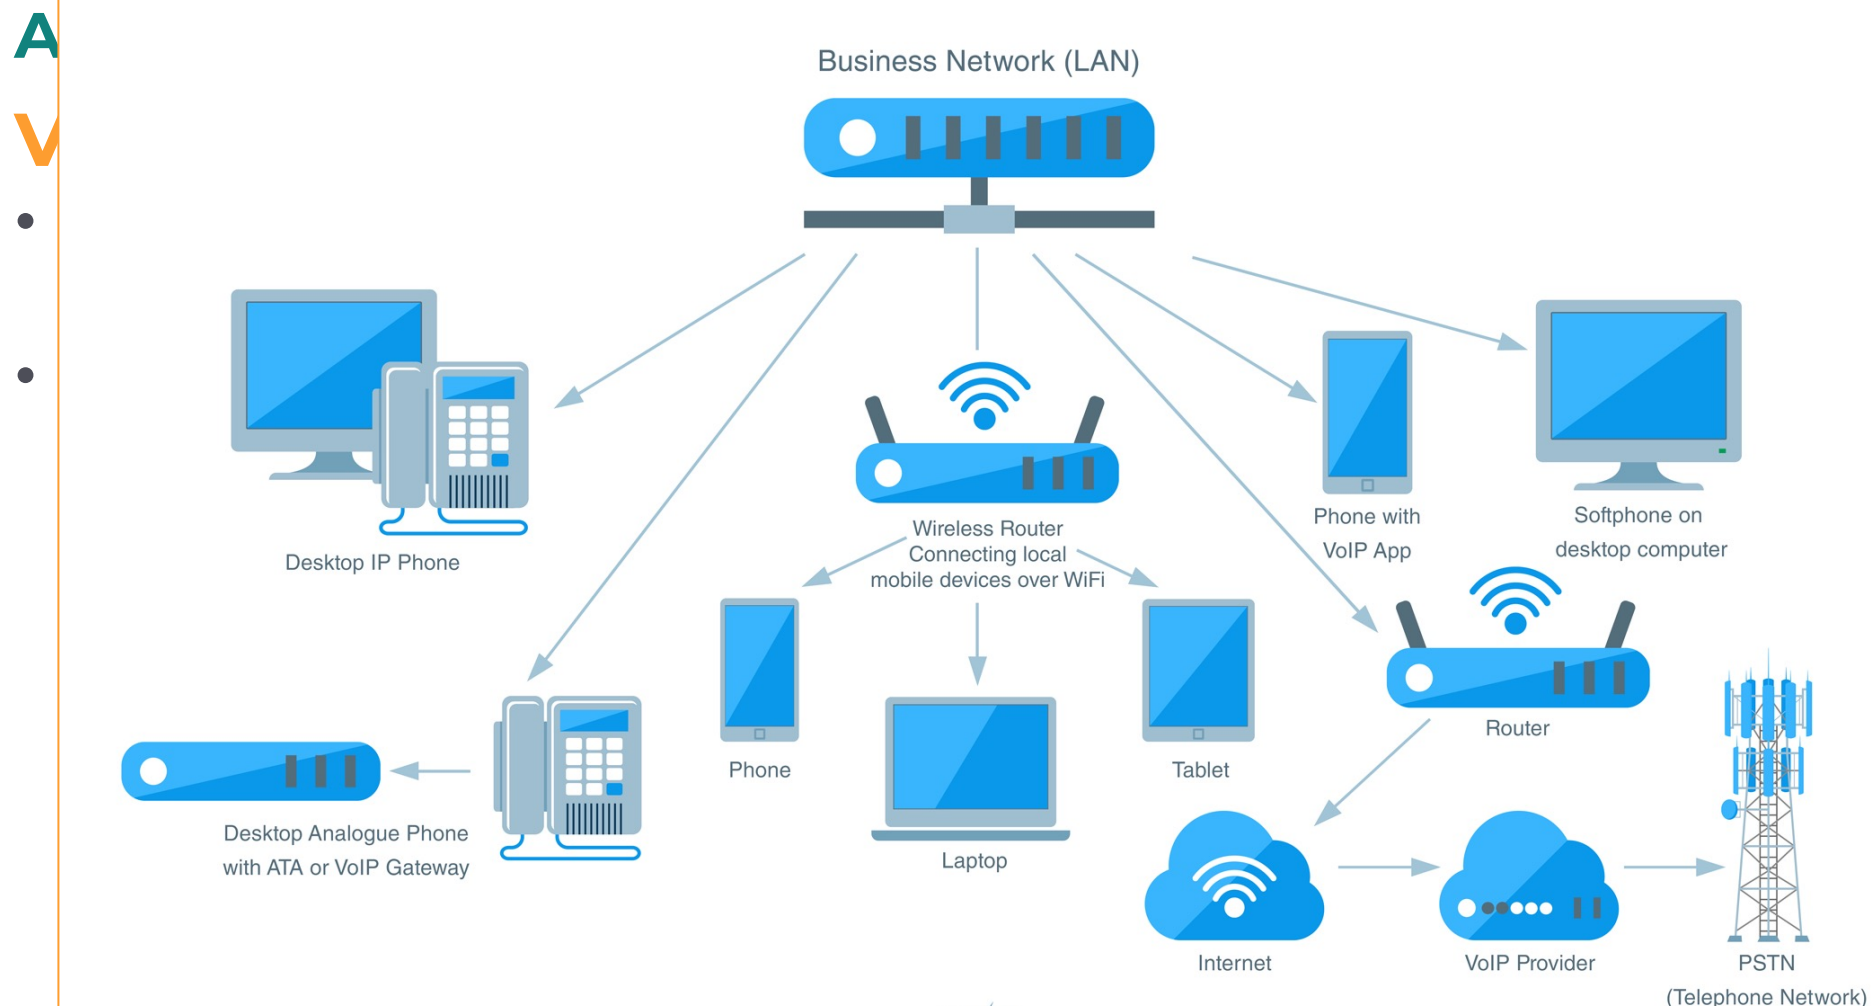 A
V
•
•
Business Network (LAN)
Desktop IP Phone
Wireless Router
Connecting local
mobile devices over WiFi
Phone with
VoIP App
Softphone on
desktop computer
Router
Phone
Laptop
Tablet
Desktop Analogue Phone
with ATA or VoIP Gateway
Internet
VoIP Provider
PSTN
(Telephone Network)